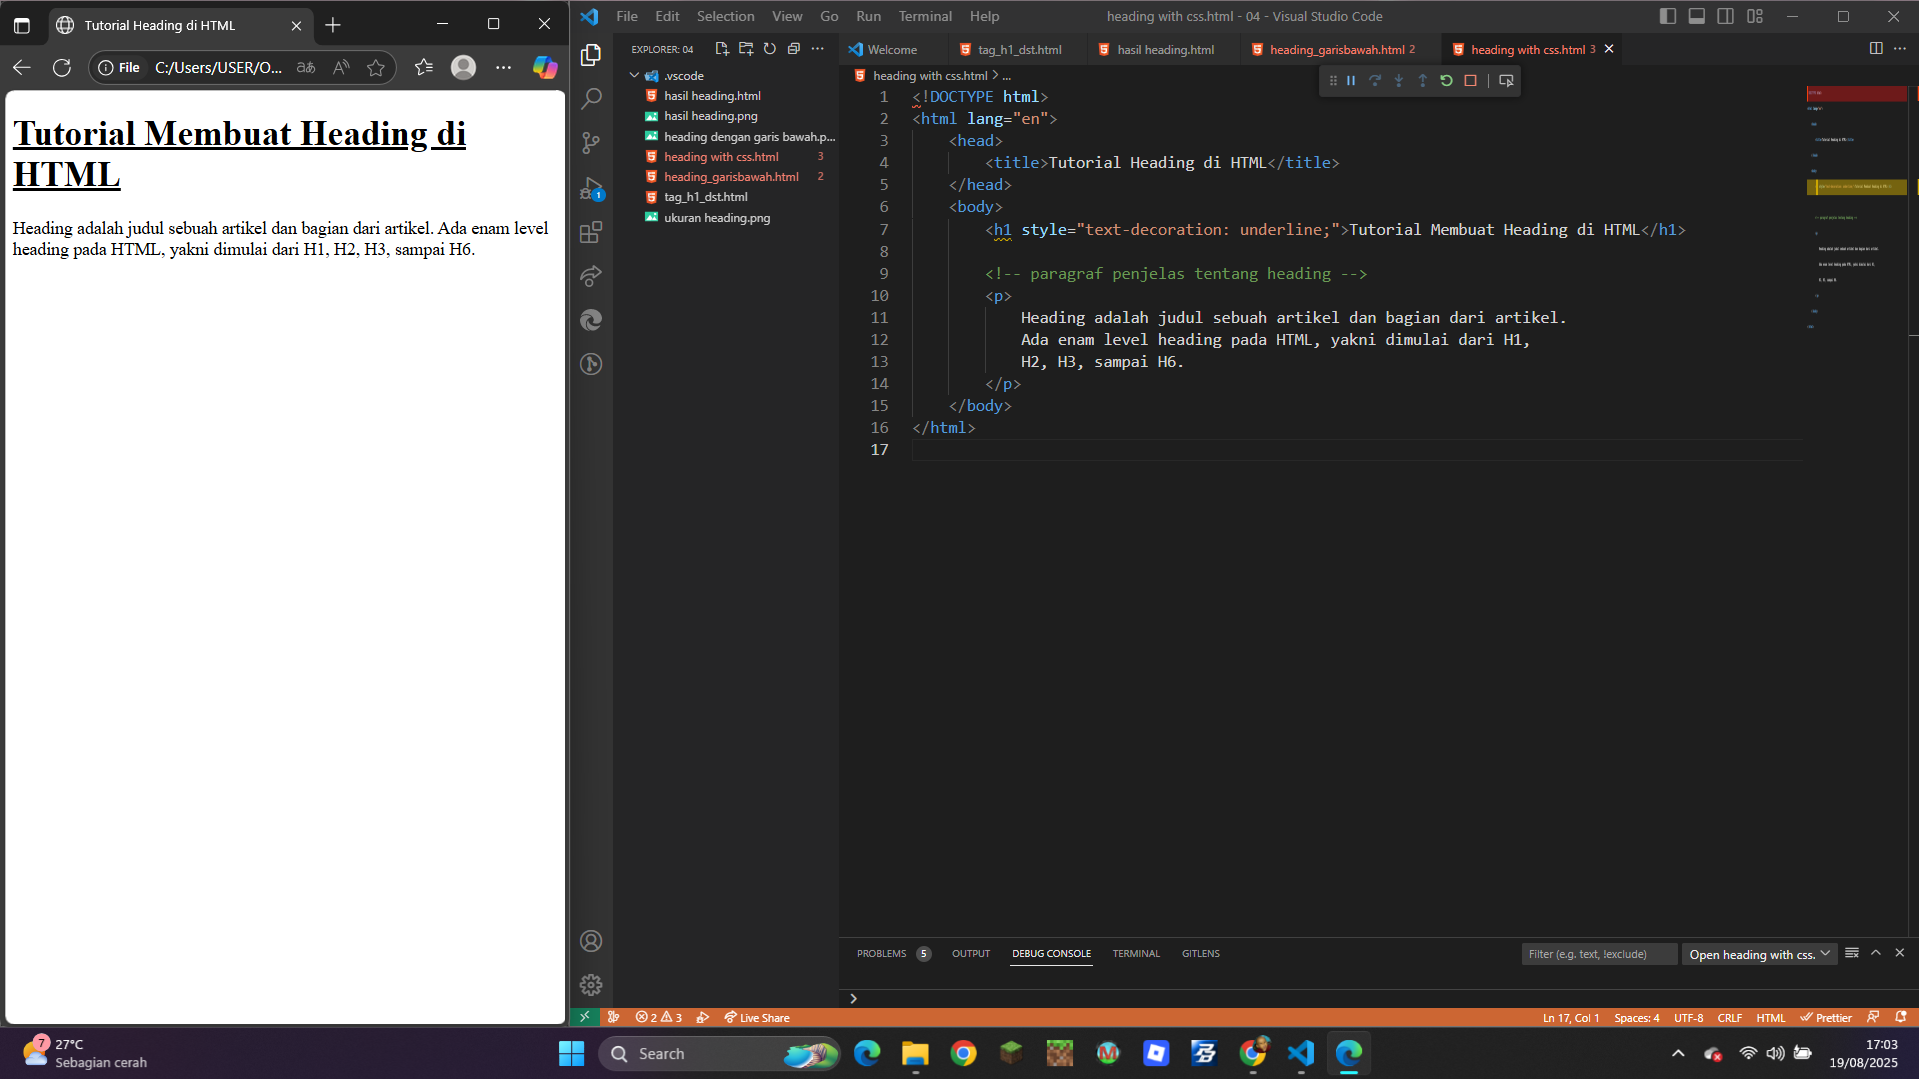 Tutorial Heading di HTML
File
C:/Users/USER/O...
Tutorial Membuat Heading di
HTML
Heading adalah judul sebuah artikel dan bagian dari artikel. Ada enam level
heading pada HTML, yakni dimulai dari H1, H2, H3, sampai H6.
File Edit Selection View Go Run Terminal Help
heading with css.html - 04 - Visual Studio Code
EXPLORER: 04
.vscode
hasil heading.html
hasil heading.png
heading dengan garis bawah.p...
heading with css.html 3
heading_garisbawah.html 2
tag_h1_dst.html
ukuran heading.png
1
Welcome
tag_h1_dst.html
hasil heading.html
heading_garisbawah.html 2
heading with css.html 3
heading with css.html > ...
1 <!DOCTYPE html>
2 <html lang="en">
3 <head>
4 <title>Tutorial Heading di HTML</title>
5 </head>
6 <body>
7 <h1 style="text-decoration: underline;">Tutorial Membuat Heading di HTML</h1>
8
9 <!-- paragraf penjelas tentang heading -->
10 <p>
11 Heading adalah judul sebuah artikel dan bagian dari artikel.
12 Ada enam level heading pada HTML, yakni dimulai dari H1,
13 H2, H3, sampai H6.
14 </p>
15 </body>
16 </html>
17
PROBLEMS 5 OUTPUT DEBUG CONSOLE TERMINAL GITLENS
Filter (e.g. text, !exclude)
Open heading with css.
2 3 Live Share
Ln 17, Col 1 Spaces: 4 UTF-8 CRLF HTML Prettier
7
27°C
Sebagian cerah
Search
17:03
19/08/2025